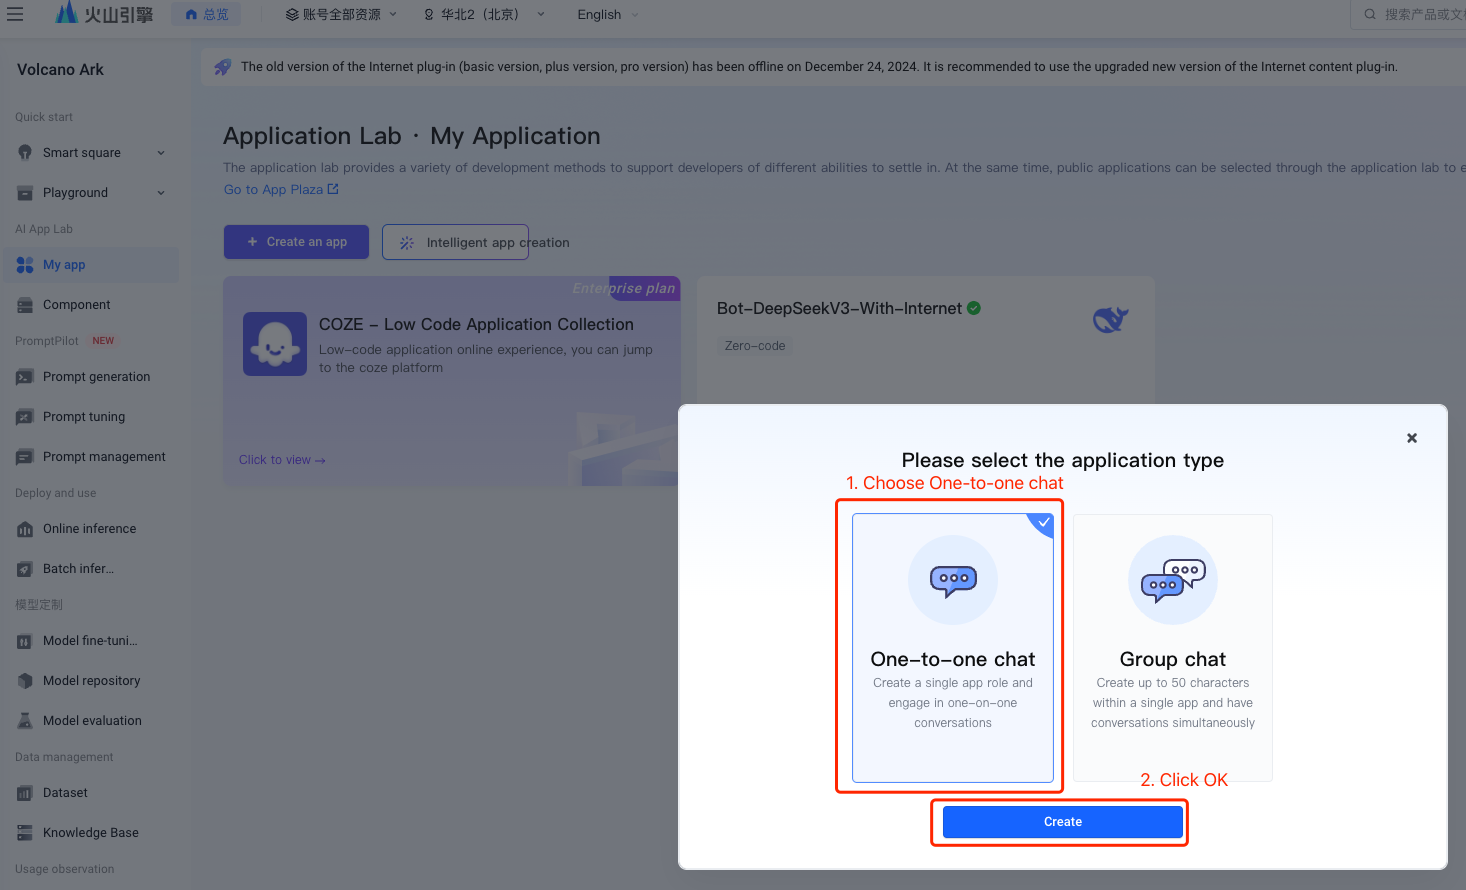 火山引擎
总览
账号全部资源
华北2（北京）
English
搜索产品或文
Volcano Ark
The old version of the Internet plug-in (basic version, plus version, pro version) has been offline on December 24, 2024. It is recommended to use the upgraded new version of the Internet content plug-in.
Quick start
Smart square
Playground
AI App Lab
My app
Component
PromptPilot NEW
Prompt generation
Prompt tuning
Prompt management
Deploy and use
Online inference
Batch infer...
模型定制
Model fine-tuni...
Model repository
Model evaluation
Data management
Dataset
Knowledge Base
Usage observation
Application Lab · My Application
The application lab provides a variety of development methods to support developers of different abilities to settle in. At the same time, public applications can be selected through the application lab to e
Go to App Plaza
+ Create an app
Intelligent app creation
Enterprise plan
COZE - Low Code Application Collection
Low-code application online experience, you can jump
to the coze platform
Click to view →
Bot-DeepSeekV3-With-Internet
Zero-code
Please select the application type
1. Choose One-to-one chat
One-to-one chat
Create a single app role and
engage in one-on-one
conversations
Group chat
Create up to 50 characters
within a single app and have
conversations simultaneously
2. Click OK
Create